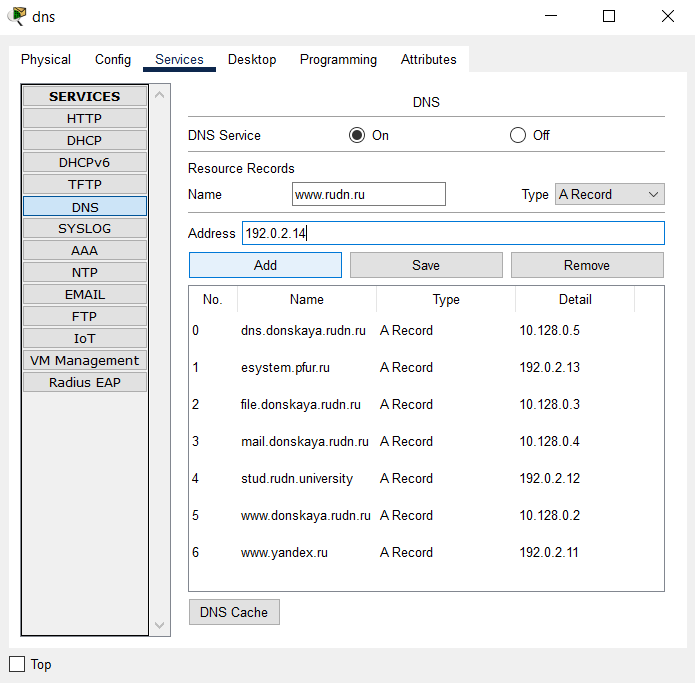 dns
Physical Config Services Desktop Programming Attributes
SERVICES
HTTP
DHCP
DHCPv6
TFTP
DNS
SYSLOG
AAA
NTP
EMAIL
FTP
IoT
VM Management
Radius EAP
DNS
DNS Service On Off
Resource Records
Name www.rudn.ru Type A Record
Address 192.0.2.14
Add Save Remove
No. Name Type Detail
0 dns.donskaya.rudn.ru A Record 10.128.0.5
1 esystem.pfur.ru A Record 192.0.2.13
2 file.donskaya.rudn.ru A Record 10.128.0.3
3 mail.donskaya.rudn.ru A Record 10.128.0.4
4 stud.rudn.university A Record 192.0.2.12
5 www.donskaya.rudn.ru A Record 10.128.0.2
6 www.yandex.ru A Record 192.0.2.11
DNS Cache
Top